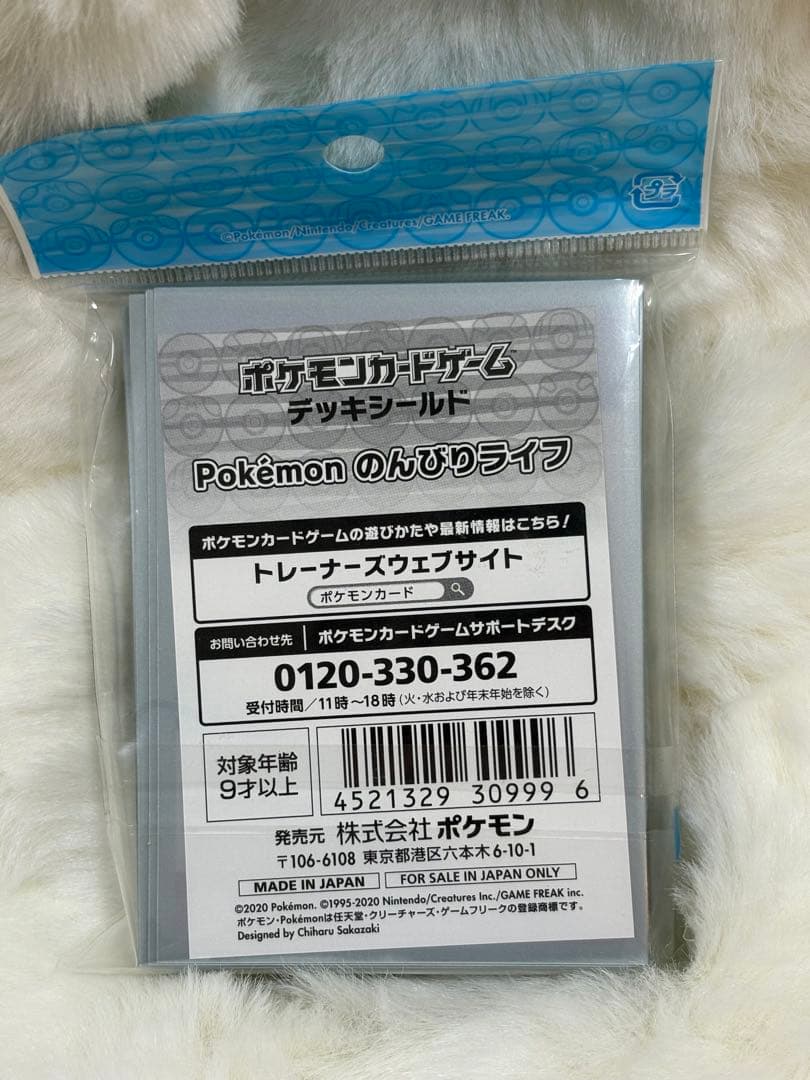 プラ
©Pokémon/Nintendo/Creatures/GAME FREAK.
ポケモンカードゲーム™
デッキシールド
Pokémon のんびりライフ
ポケモンカードゲームの遊びかたや最新情報はこちら!
トレーナーズウェブサイト
ポケモンカード
お問い合わせ先 ポケモンカードゲームサポートデスク
0120-330-362
受付時間/11時~18時(火・水および年末年始を除く)
対象年齢
9才以上
4521329 30999 6
発売元 株式会社 ポケモン
〒106-6108 東京都港区六本木6-10-1
MADE IN JAPAN FOR SALE IN JAPAN ONLY
©2020 Pokémon. ©1995-2020 Nintendo/Creatures Inc./GAME FREAK inc.
ポケモン・Pokémonは任天堂・クリーチャーズ・ゲームフリークの登録商標です。
Designed by Chiharu Sakazaki